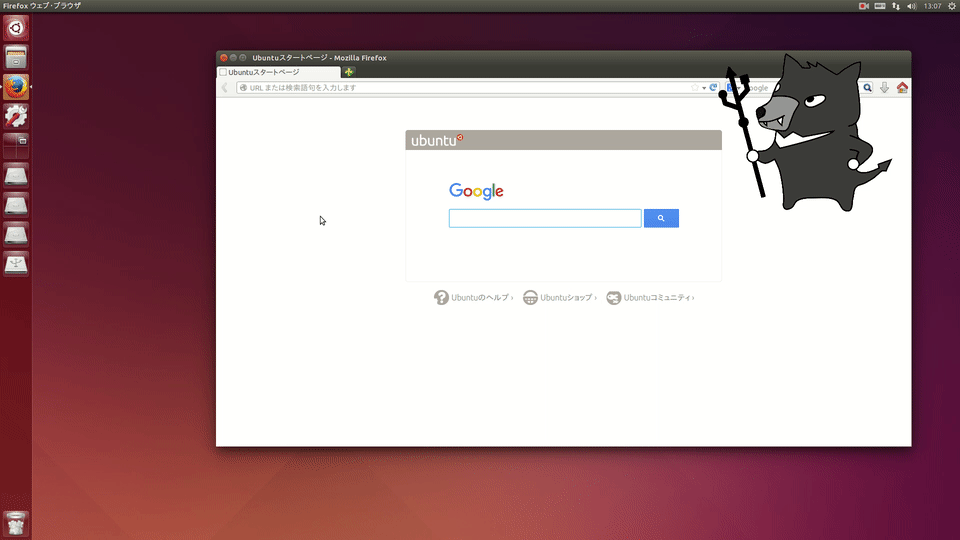 Firefox ウェブ・ブラウザ
13:07
Ubuntuスタートページ - Mozilla Firefox
Ubuntuスタートページ
URL または検索語句を入力します
ubuntu
Google
Ubuntuのヘルプ ›
Ubuntuショップ ›
Ubuntuコミュニティ ›